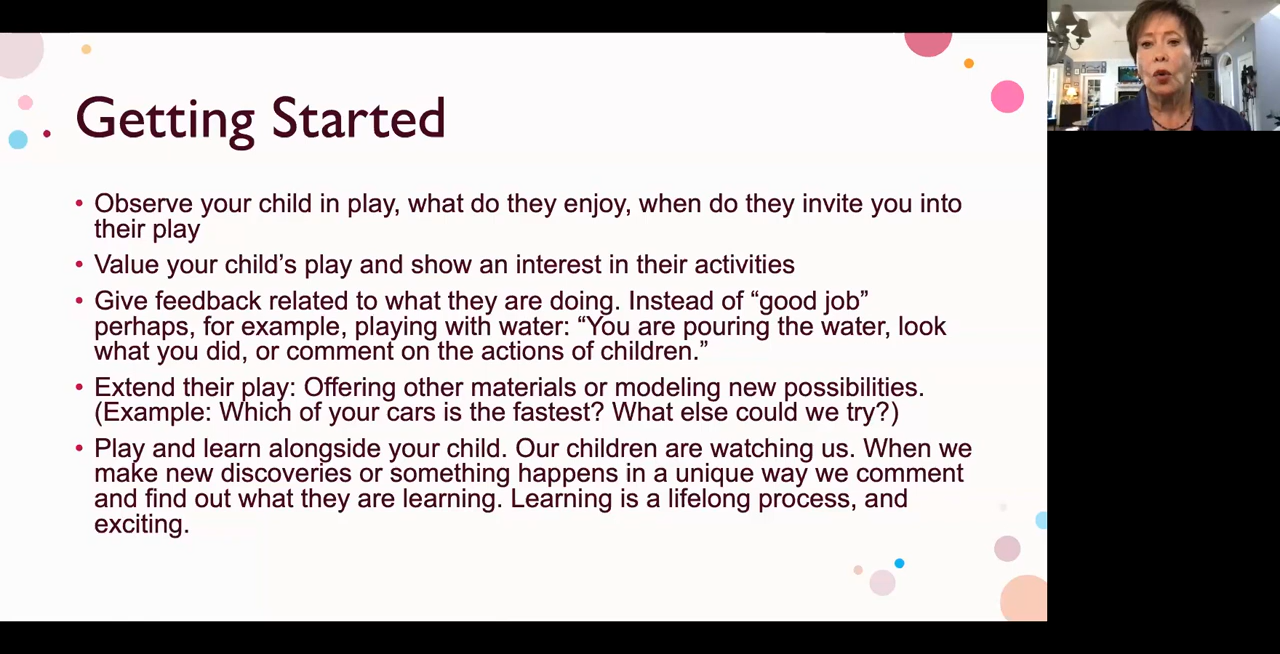 Getting Started
• Observe your child in play, what do they enjoy, when do they invite you into
their play
• Value your child’s play and show an interest in their activities
• Give feedback related to what they are doing. Instead of “good job”
perhaps, for example, playing with water: “You are pouring the water, look
what you did, or comment on the actions of children.”
• Extend their play: Offering other materials or modeling new possibilities.
(Example: Which of your cars is the fastest? What else could we try?)
• Play and learn alongside your child. Our children are watching us. When we
make new discoveries or something happens in a unique way we comment
and find out what they are learning. Learning is a lifelong process, and
exciting.